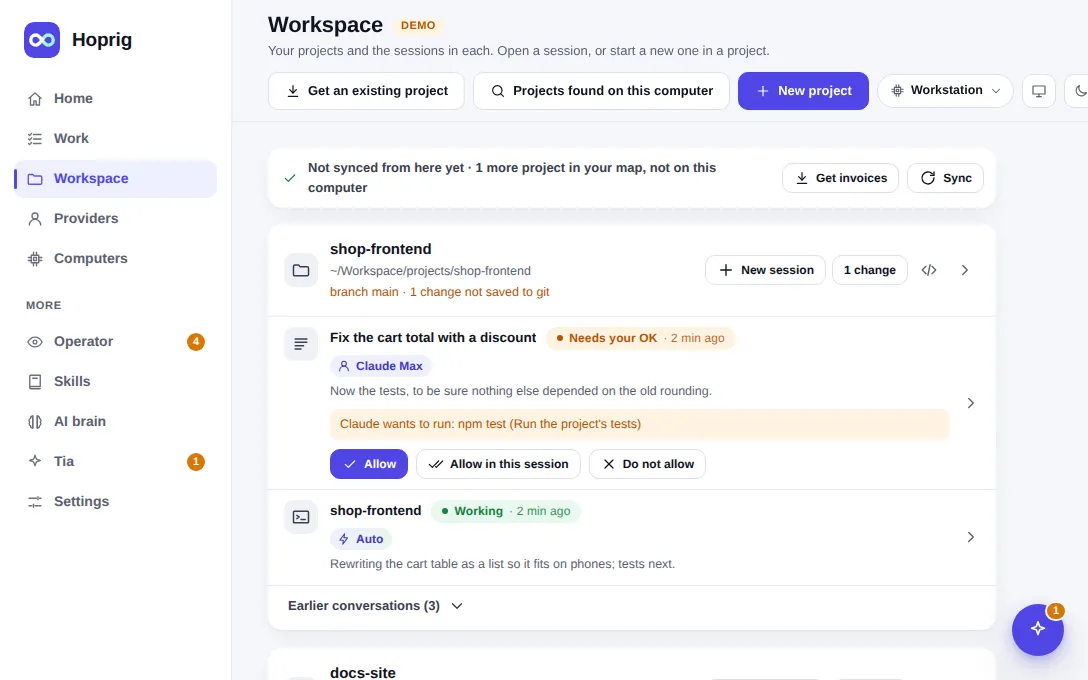 Hoprig
Home
Work
Workspace
Providers
Computers
MORE
Operator 4
Skills
AI brain
Tia 1
Settings
Workspace DEMO
Your projects and the sessions in each. Open a session, or start a new one in a project.
Get an existing project
Projects found on this computer
New project
Workstation
Not synced from here yet · 1 more project in your map, not on this
computer
Get invoices
Sync
shop-frontend
~/Workspace/projects/shop-frontend
branch main · 1 change not saved to git
New session
1 change
Fix the cart total with a discount
Needs your OK · 2 min ago
Claude Max
Now the tests, to be sure nothing else depended on the old rounding.
Claude wants to run: npm test (Run the project's tests)
Allow
Allow in this session
Do not allow
shop-frontend
Working · 2 min ago
Auto
Rewriting the cart table as a list so it fits on phones; tests next.
Earlier conversations (3)
1
docs-site